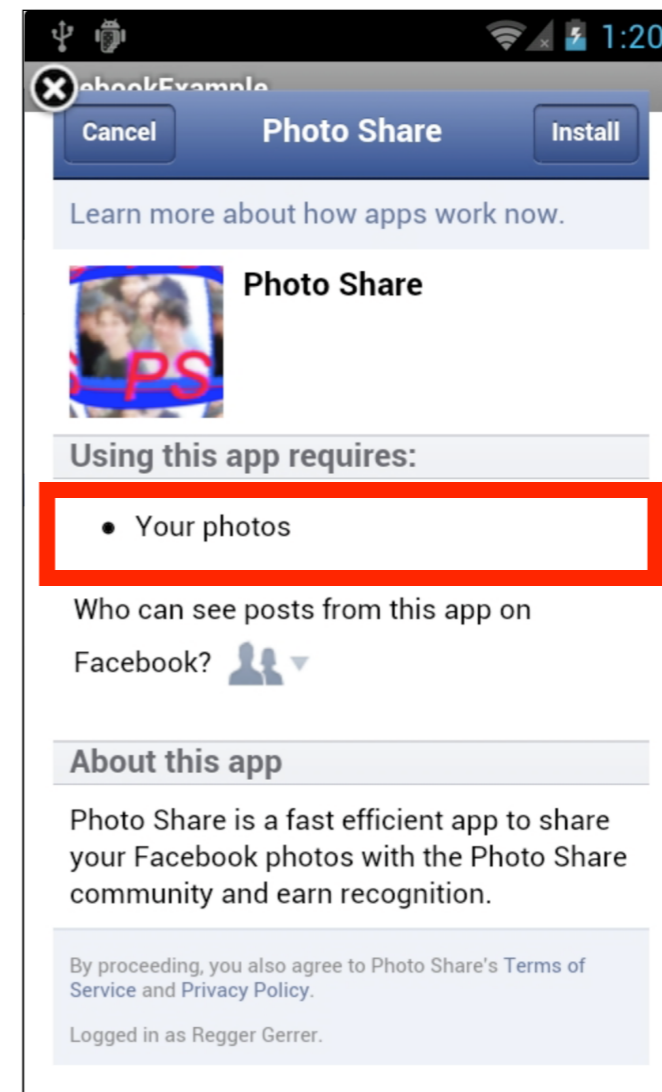 1:20
ebookExample
Cancel
Photo Share
Install
Learn more about how apps work now.
Photo Share
PS
Using this app requires:
• Your photos
Who can see posts from this app on
Facebook?
About this app
Photo Share is a fast efficient app to share
your Facebook photos with the Photo Share
community and earn recognition.
By proceeding, you also agree to Photo Share's Terms of
Service and Privacy Policy.
Logged in as Regger Gerrer.